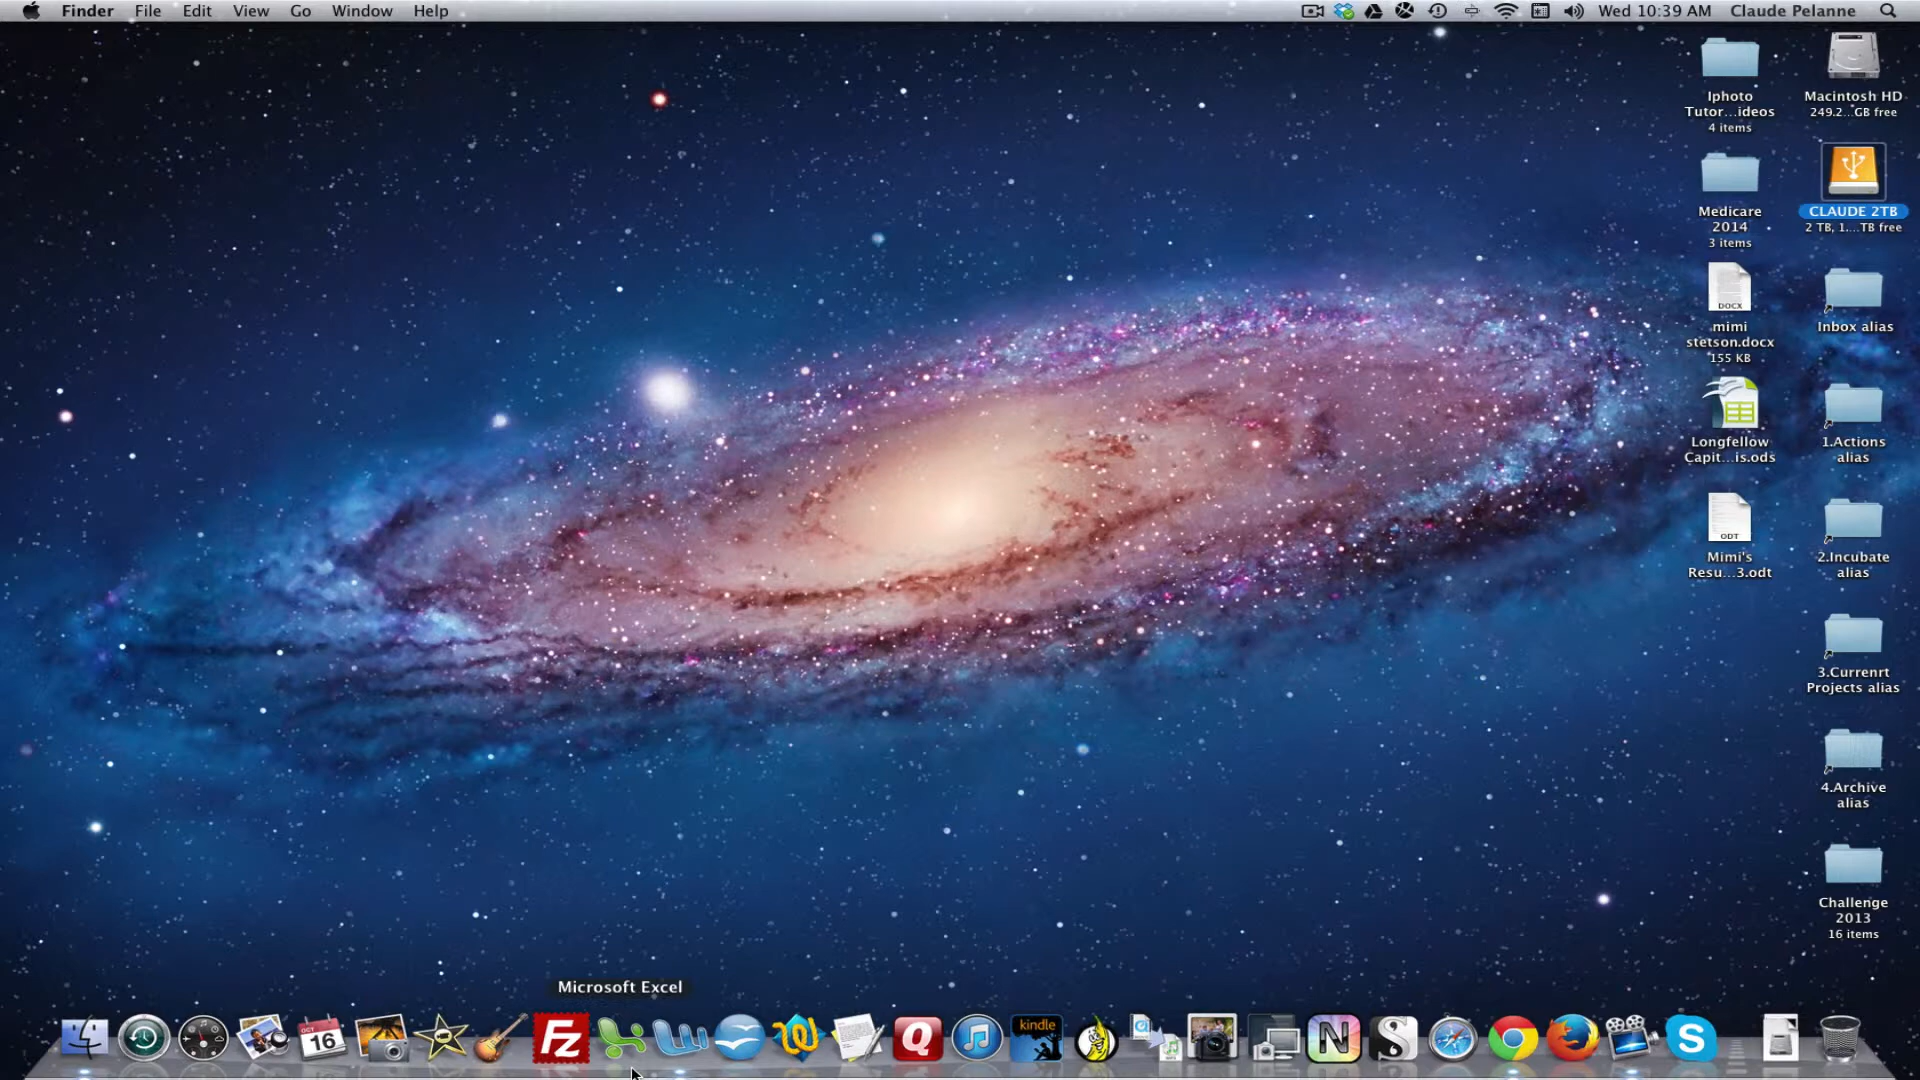 Finder File Edit View Go Window Help
Wed 10:39 AM Claude Pelanne
Iphoto
Tutor...ideos
4 items
Macintosh HD
249.2...GB free
Medicare
2014
3 items
CLAUDE 2TB
2 TB, 1....TB free
DOCX
mimi
stetson.docx
155 KB
Inbox alias
Longfellow
Capit...is.ods
1.Actions
alias
ODT
Mimi's
Resu...3.odt
2.Incubate
alias
3.Currenrt
Projects alias
4.Archive
alias
Challenge
2013
16 items
Microsoft Excel
OCT
16
Fz
Q
kindle
N
S
S